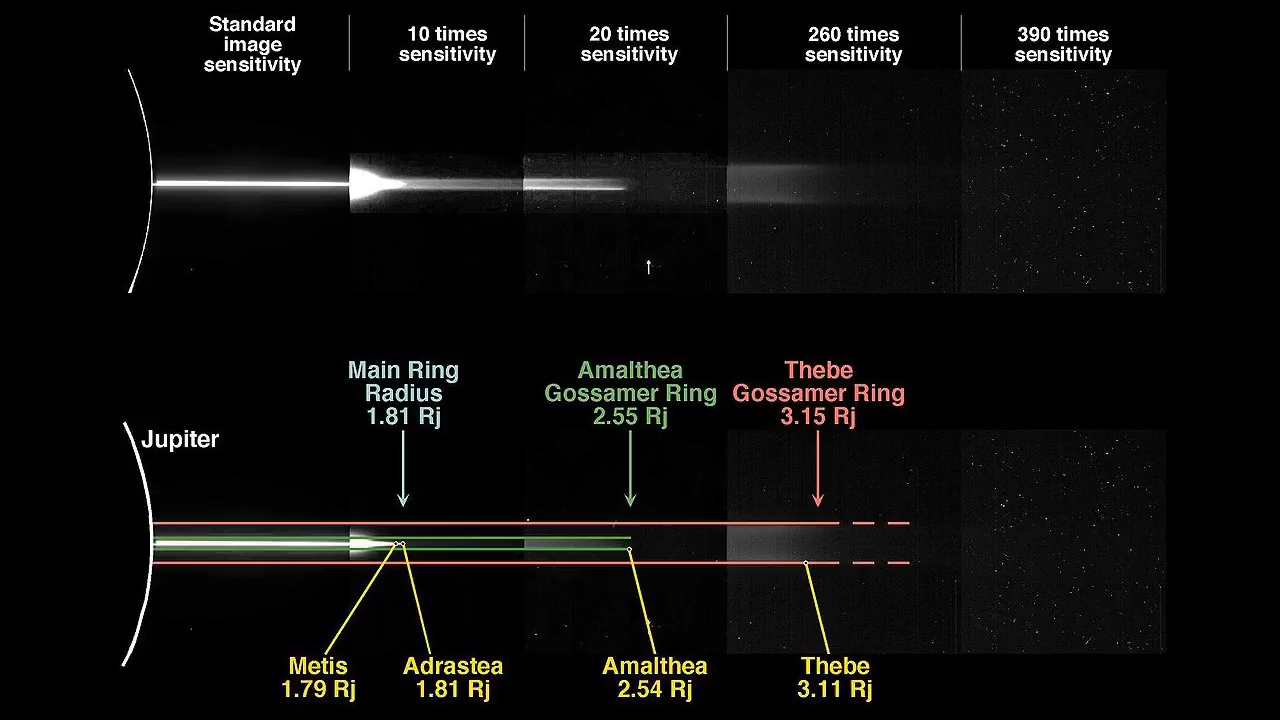 Standard
image
sensitivity
10 times
sensitivity
20 times
sensitivity
260 times
sensitivity
390 times
sensitivity
Main Ring
Radius
1.81 Rj
Amalthea
Gossamer Ring
2.55 Rj
Thebe
Gossamer Ring
3.15 Rj
Jupiter
Metis
1.79 Rj
Adrastea
1.81 Rj
Amalthea
2.54 Rj
Thebe
3.11 Rj